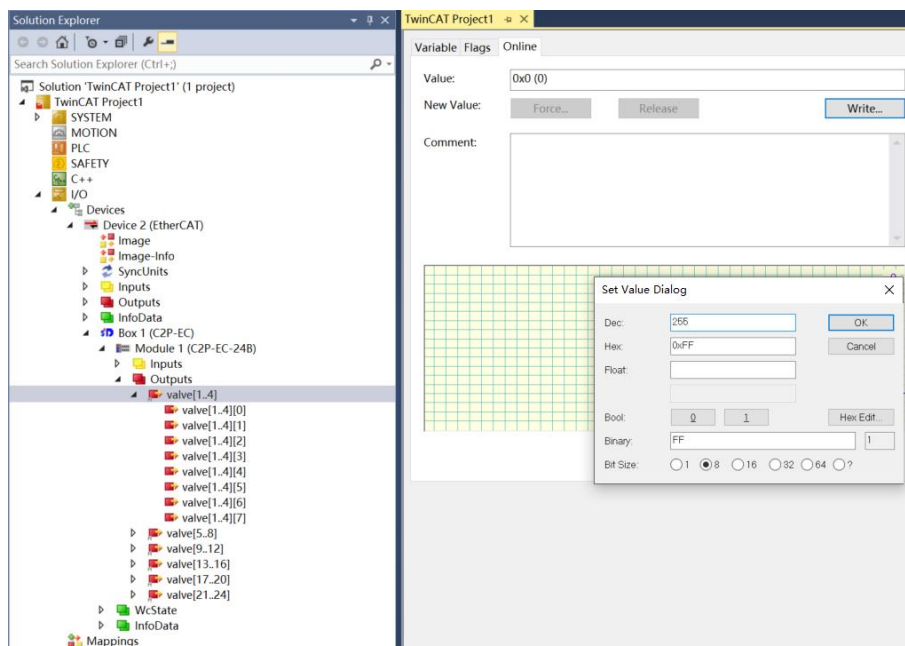 Solution Explorer
Search Solution Explorer (Ctrl+;)
Solution 'TwinCAT Project1' (1 project)
TwinCAT Project1
SYSTEM
MOTION
PLC
SAFETY
C++
I/O
Devices
Device 2 (EtherCAT)
Image
Image-Info
SyncUnits
Inputs
Outputs
InfoData
Box 1 (C2P-EC)
Module 1 (C2P-EC-24B)
Inputs
Outputs
valve[1..4]
valve[1..4][0]
valve[1..4][1]
valve[1..4][2]
valve[1..4][3]
valve[1..4][4]
valve[1..4][5]
valve[1..4][6]
valve[1..4][7]
valve[5..8]
valve[9..12]
valve[13..16]
valve[17..20]
valve[21..24]
WcState
InfoData
Mappings
TwinCAT Project1
Variable Flags Online
Value: 0x0 (0)
New Value: Force... Release Write...
Comment:
Set Value Dialog
Dec: 255 OK
Hex: 0xFF Cancel
Float:
Bool: 0 1 Hex Edit...
Binary: FF 1
Bit Size: 1 8 16 32 64 ?